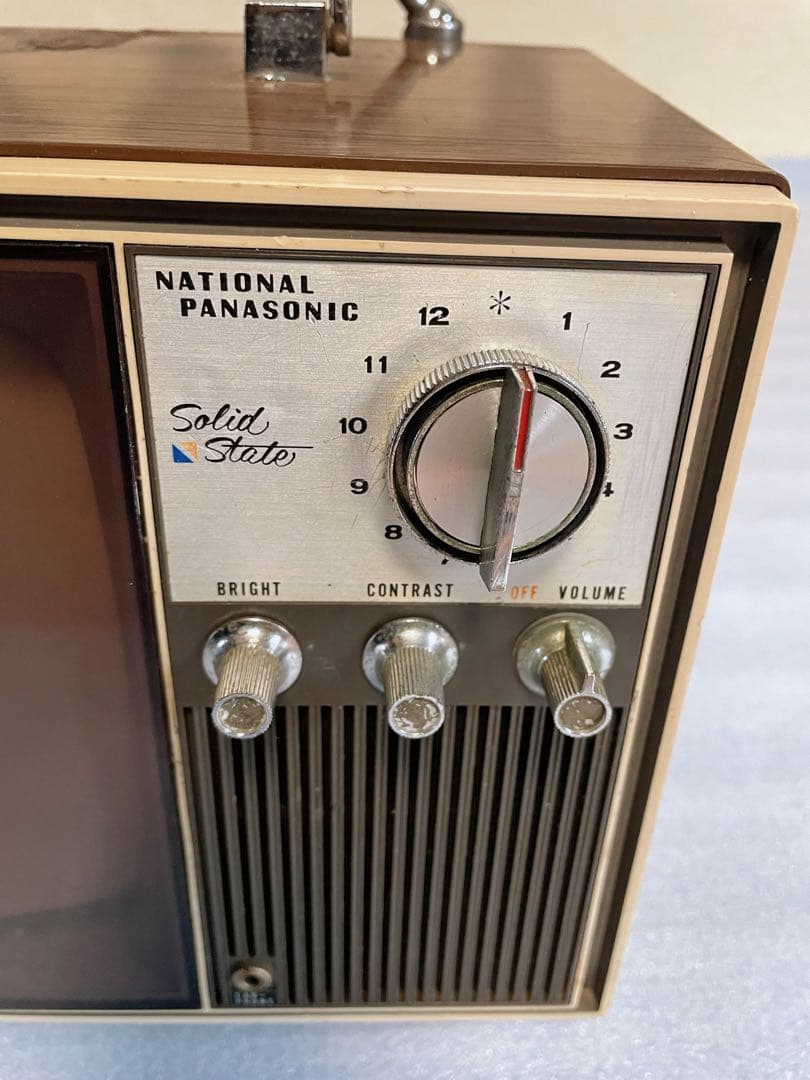 NATIONAL
PANASONIC
12 * 1
11 2
10 3
9 4
8 7
Solid
State
BRIGHT CONTRAST OFF VOLUME